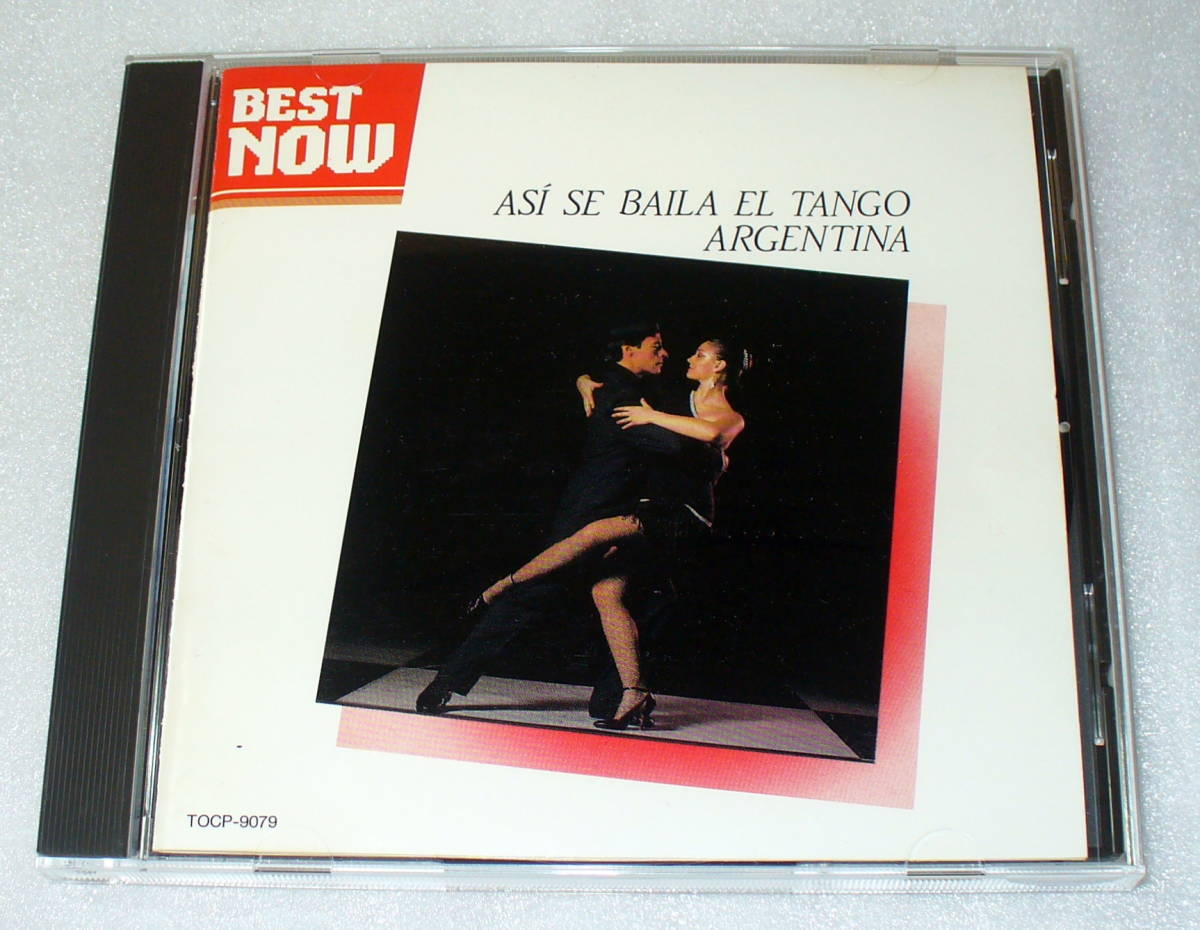 BEST
NOW
ASÍ SE BAILA EL TANGO
ARGENTINA
TOCP-9079